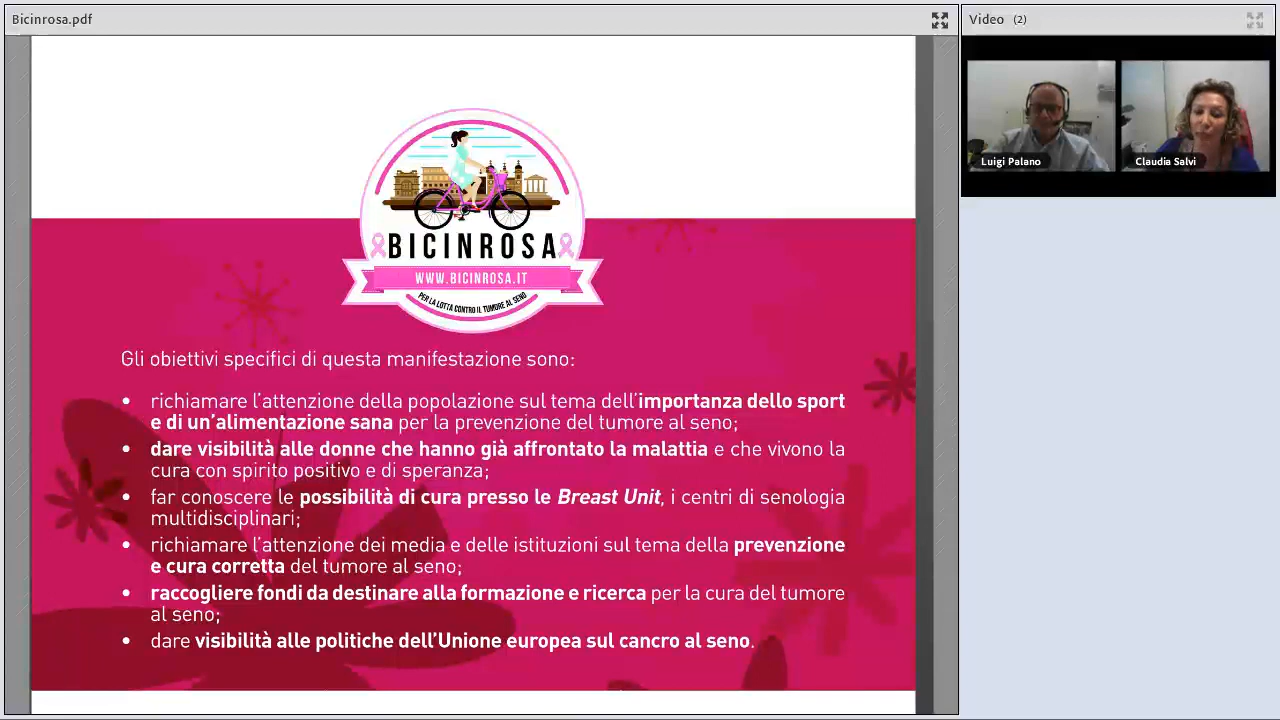 Bicinrosa.pdf
Video (2)
Luigi Palano
Claudia Salvi
BICINROSA
WWW.BICINROSA.IT
PER LA LOTTA CONTRO IL TUMORE AL SENO
Gli obiettivi specifici di questa manifestazione sono:
• richiamare l'attenzione della popolazione sul tema dell'importanza dello sport
e di un'alimentazione sana per la prevenzione del tumore al seno;
• dare visibilità alle donne che hanno già affrontato la malattia e che vivono la
cura con spirito positivo e di speranza;
• far conoscere le possibilità di cura presso le Breast Unit, i centri di senologia
multidisciplinari;
• richiamare l'attenzione dei media e delle istituzioni sul tema della prevenzione
e cura corretta del tumore al seno;
• raccogliere fondi da destinare alla formazione e ricerca per la cura del tumore
al seno;
• dare visibilità alle politiche dell'Unione europea sul cancro al seno.